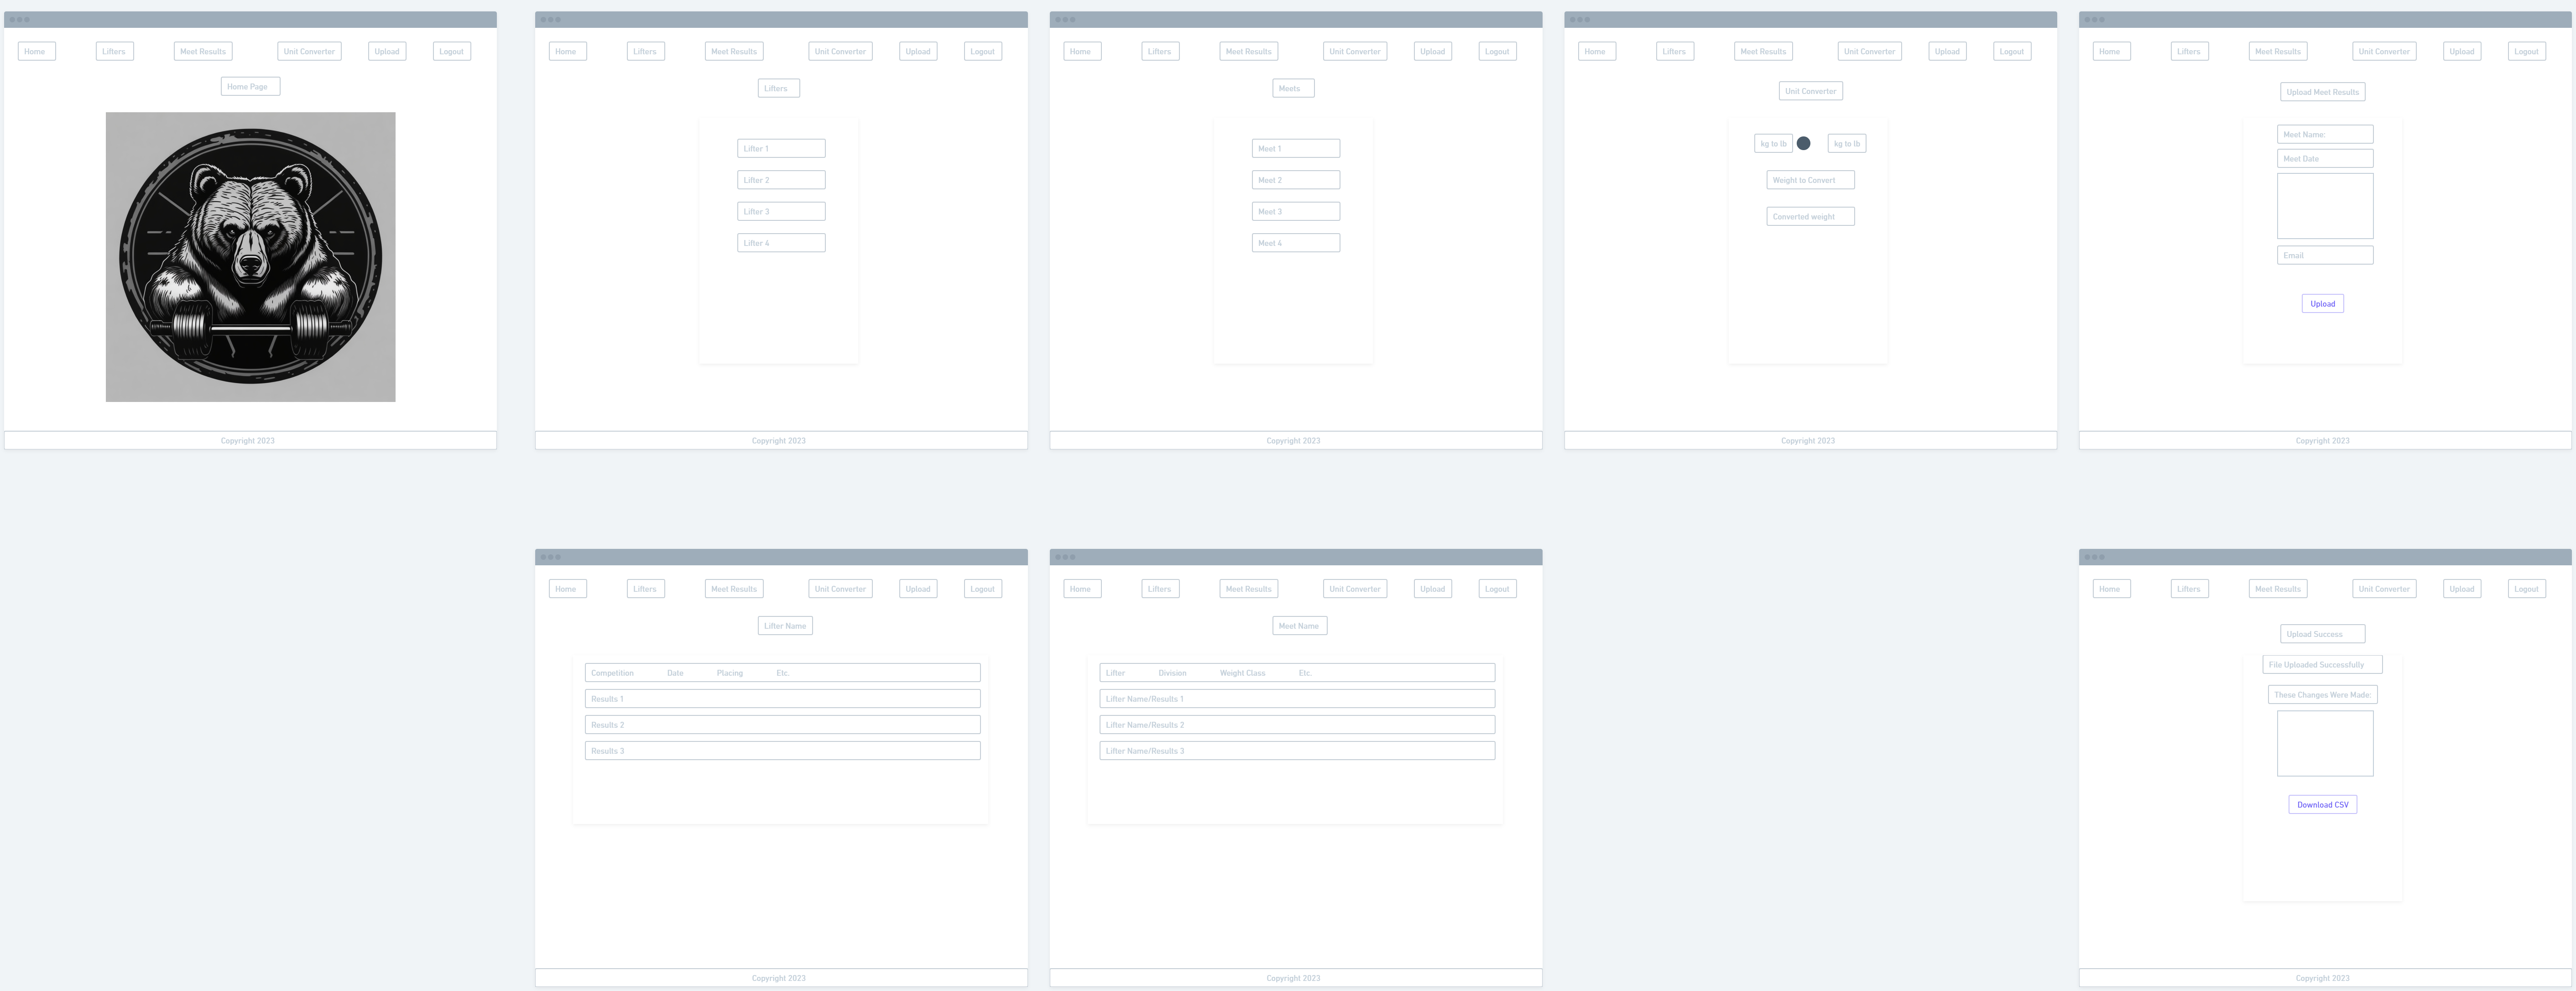 Home Lifters Meet Results Unit Converter Upload Logout
Home Page
Copyright 2023
Home Lifters Meet Results Unit Converter Upload Logout
Lifters
Lifter 1
Lifter 2
Lifter 3
Lifter 4
Copyright 2023
Home Lifters Meet Results Unit Converter Upload Logout
Meets
Meet 1
Meet 2
Meet 3
Meet 4
Copyright 2023
Home Lifters Meet Results Unit Converter Upload Logout
Unit Converter
kg to lb kg to lb
Weight to Convert
Converted weight
Copyright 2023
Home Lifters Meet Results Unit Converter Upload Logout
Upload Meet Results
Meet Name:
Meet Date
Email
Upload
Copyright 2023
Home Lifters Meet Results Unit Converter Upload Logout
Lifter Name
Competition Date Placing Etc.
Results 1
Results 2
Results 3
Copyright 2023
Home Lifters Meet Results Unit Converter Upload Logout
Meet Name
Lifter Division Weight Class Etc.
Lifter Name/Results 1
Lifter Name/Results 2
Lifter Name/Results 3
Copyright 2023
Home Lifters Meet Results Unit Converter Upload Logout
Upload Success
File Uploaded Successfully
These Changes Were Made:
Download CSV
Copyright 2023